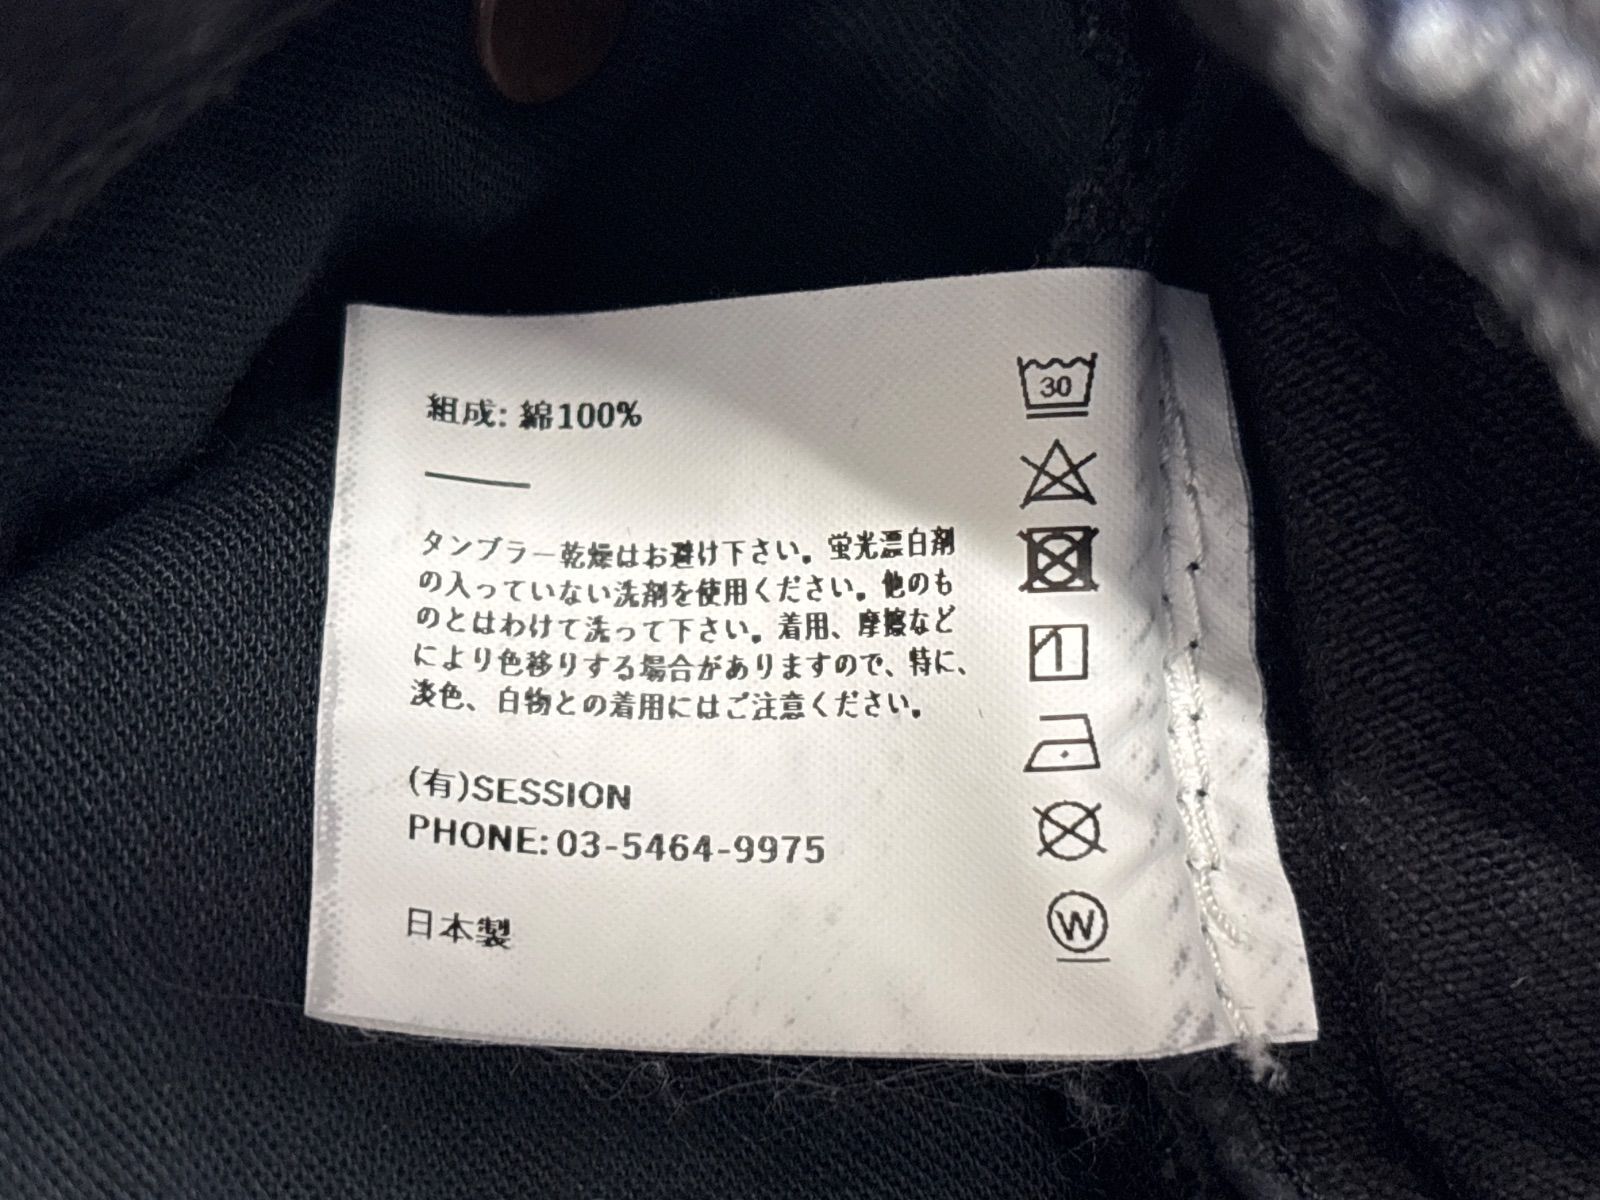 組成: 綿100%
タンブラー乾燥はお避け下さい。蛍光漂白剤
の入っていない洗剤を使用ください。他のも
のとはわけて洗って下さい。着用、摩擦など
により色移りする場合がありますので、特に、
淡色、白物との着用にはご注意ください。
(有)SESSION
PHONE: 03-5464-9975
日本製
30
W